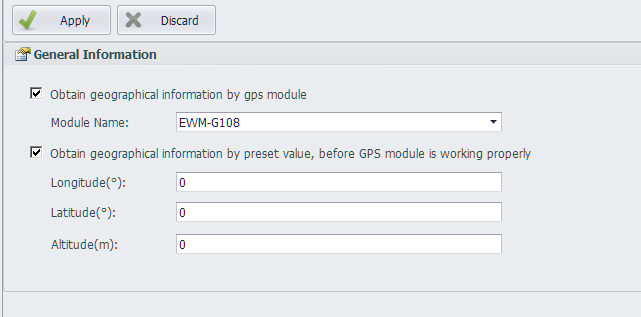 Apply Discard
General Information
Obtain geographical information by gps module
Module Name: EWM-G108
Obtain geographical information by preset value, before GPS module is working properly
Longitude(°): 0
Latitude(°): 0
Altitude(m): 0